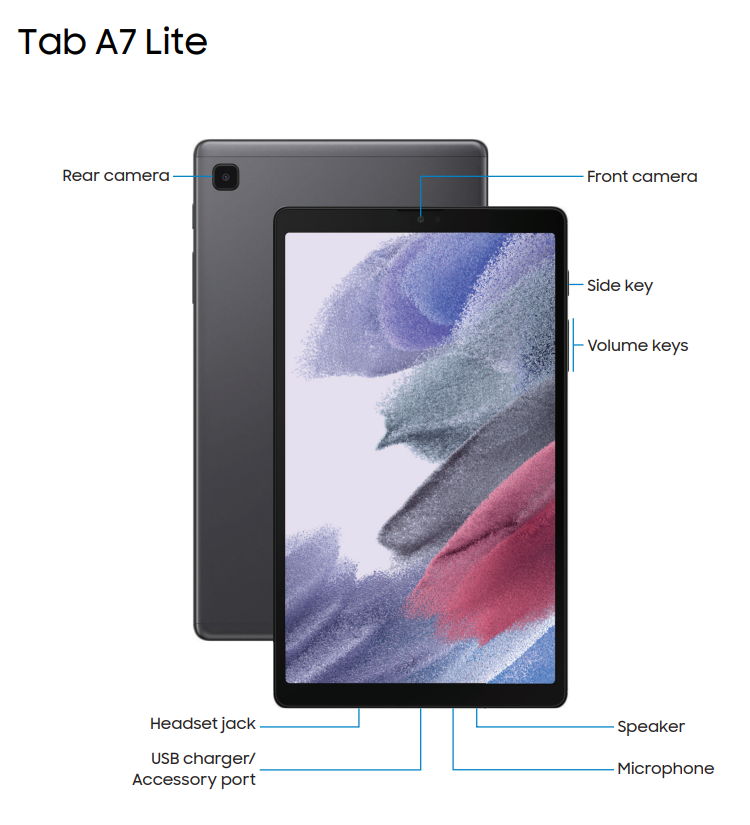 Tab A7 Lite
Rear camera
Front camera
Side key
Volume keys
Headset jack
USB charger/
Accessory port
Speaker
Microphone